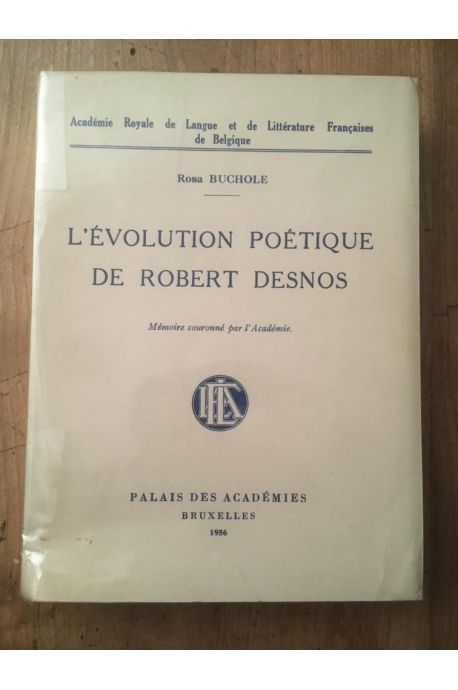 Académie Royale de Langue et de Littérature Françaises
de Belgique
Rosa BUCHOLE
L'ÉVOLUTION POÉTIQUE
DE ROBERT DESNOS
Mémoire couronné par l'Académie.
PALAIS DES ACADÉMIES
BRUXELLES
1956